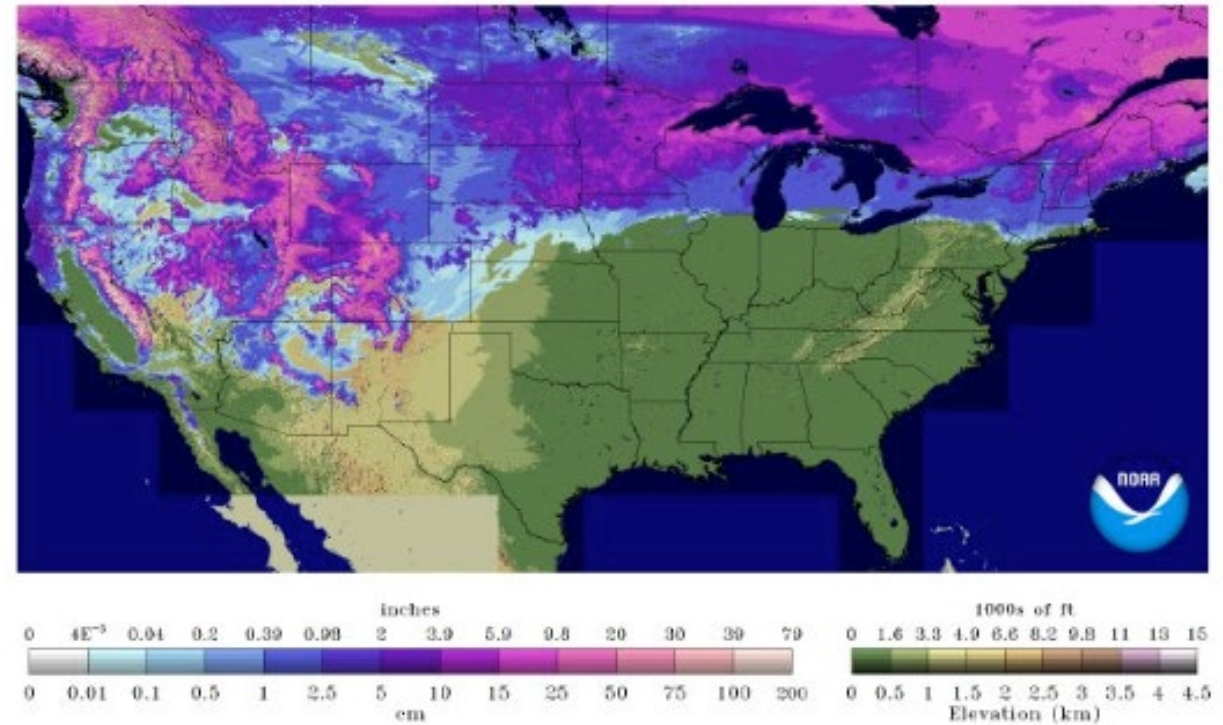 NOAA
inches
0 4E⁻³ 0.04 0.2 0.39 0.98 2 3.9 5.9 9.8 20 30 39 79
0 0.01 0.1 0.5 1 2.5 5 10 15 25 50 75 100 200
cm
1000s of ft
0 1.6 3.3 4.9 6.6 8.2 9.8 11 13 15
0 0.5 1 1.5 2 2.5 3 3.5 4 4.5
Elevation (km)